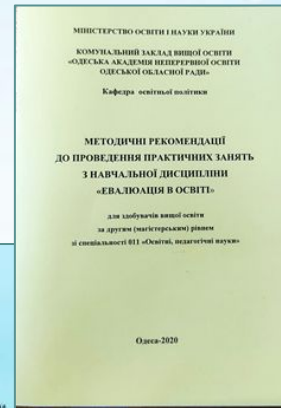 МІНІСТЕРСТВО ОСВІТИ І НАУКИ УКРАЇНИ
КОМУНАЛЬНИЙ ЗАКЛАД ВИЩОЇ ОСВІТИ
«ОДЕСЬКА АКАДЕМІЯ НЕПЕРЕРВНОЇ ОСВІТИ
ОДЕСЬКОЇ ОБЛАСНОЇ РАДИ»
Кафедра освітньої політики
МЕТОДИЧНІ РЕКОМЕНДАЦІЇ
ДО ПРОВЕДЕННЯ ПРАКТИЧНИХ ЗАНЯТЬ
З НАВЧАЛЬНОЇ ДИСЦИПЛІНИ
«ЕВАЛЮАЦІЯ В ОСВІТІ»
для здобувачів вищої освіти
за другим (магістерським) рівнем
зі спеціальності 011 «Освітні, педагогічні науки»
Одеса-2020